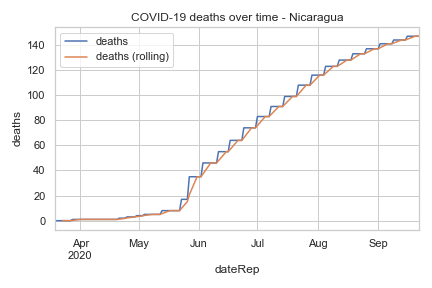 COVID-19 deaths over time - Nicaragua
deaths
deaths (rolling)
140
120
100
80
60
40
20
0
deaths
Apr May Jun Jul Aug Sep
2020
dateRep